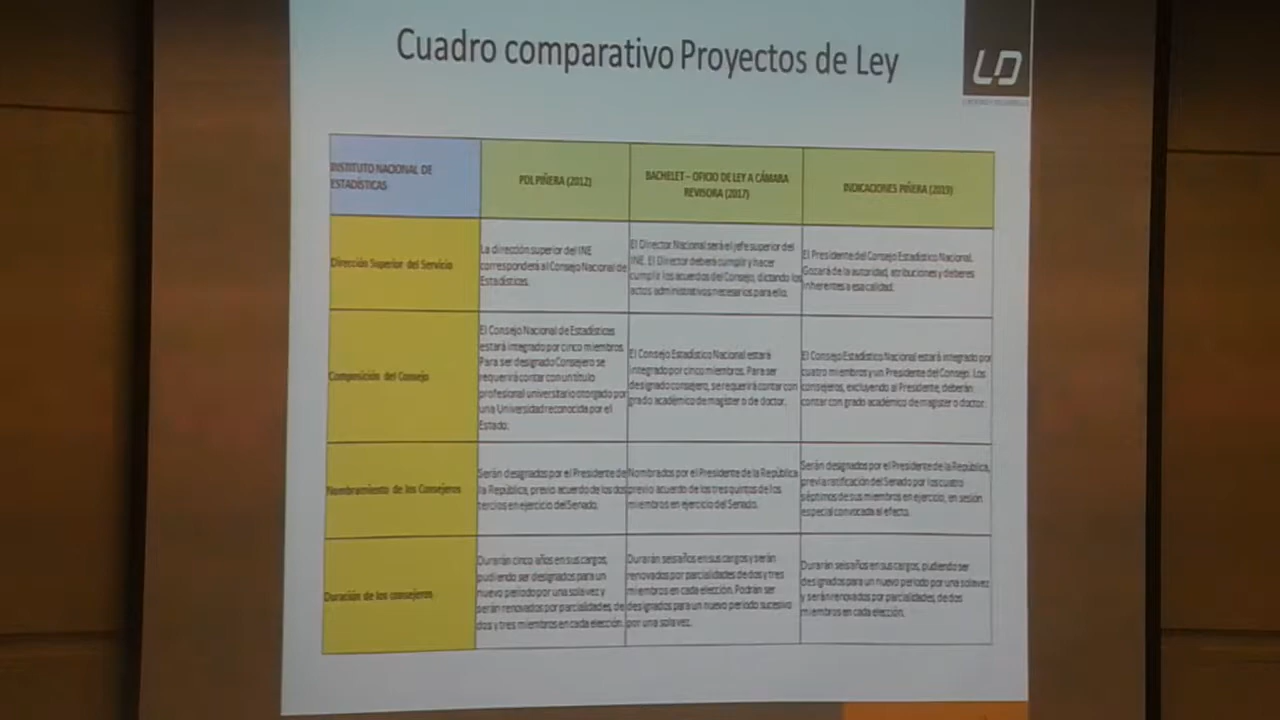 Cuadro comparativo Proyectos de Ley
LD
INSTITUTO NACIONAL DE
ESTADÍSTICAS
PDL PIÑERA (2012)
BACHELET – OFICIO DE LEY A CÁMARA
REVISORA (2017)
INDICACIONES PIÑERA (2019)
Dirección Superior del Servicio
La dirección superior del INE
corresponderá al Consejo Nacional de
Estadísticas.
El Director Nacional será el jefe superior del
INE. El Director deberá cumplir y hacer
cumplir los acuerdos del Consejo, dictando los
actos administrativos necesarios para ello.
El Presidente del Consejo Estadístico Nacional.
Gozará de la autoridad, atribuciones y deberes
inherentes a esa calidad.
Composición del Consejo
El Consejo Nacional de Estadísticas
estará integrado por cinco miembros.
Para ser designado Consejero se
requerirá contar con un título
profesional universitario otorgado por
una Universidad reconocida por el
Estado.
El Consejo Estadístico Nacional estará
integrado por cinco miembros. Para ser
designado consejero, se requerirá contar con
grado académico de magíster o de doctor.
El Consejo Estadístico Nacional estará integrado por
cuatro miembros y un Presidente del Consejo. Los
consejeros, excluyendo al Presidente, deberán
contar con grado académico de magíster o doctor.
Nombramiento de los Consejeros
Serán designados por el Presidente de
la República, previo acuerdo de los dos
tercios en ejercicio del Senado.
Nombrados por el Presidente de la República
previo acuerdo de los tres quintos de los
miembros en ejercicio del Senado.
Serán designados por el Presidente de la República,
previa ratificación del Senado por los cuatro
séptimos de sus miembros en ejercicio, en sesión
especial convocada al efecto.
Duración de los consejeros
Durarán cinco años en sus cargos,
pudiendo ser designados para un
nuevo período por una sola vez y
serán renovados por parcialidades, de
dos y tres miembros en cada elección.
Durarán seis años en sus cargos y serán
renovados por parcialidades de dos y tres
miembros en cada elección. Podrán ser
designados para un nuevo período sucesivo
por una sola vez.
Durarán seis años en sus cargos, pudiendo ser
designados para un nuevo período por una sola vez
y serán renovados por parcialidades, de dos
miembros en cada elección.